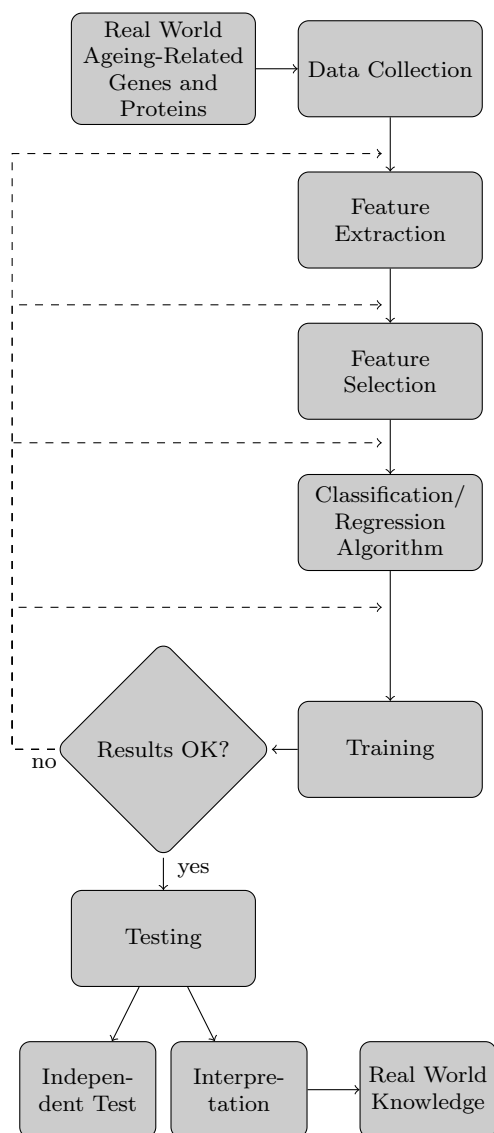 Real World
Ageing-Related
Genes and
Proteins
Data Collection
Feature
Extraction
Feature
Selection
Classification/
Regression
Algorithm
Results OK?
Training
no
yes
Testing
Indepen-
dent Test
Interpre-
tation
Real World
Knowledge